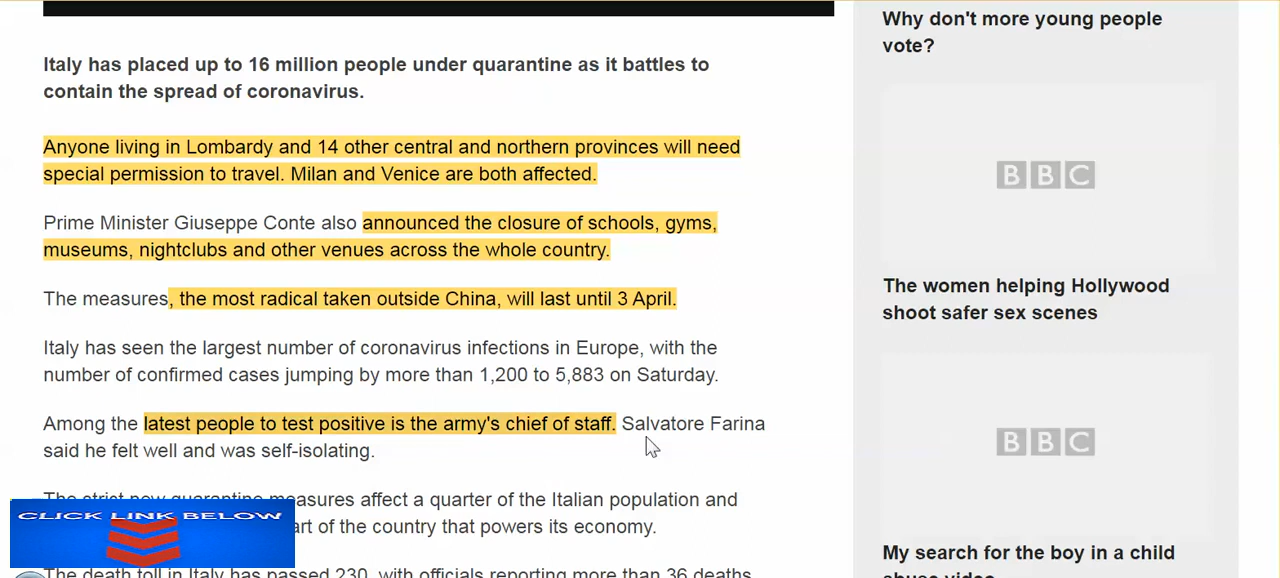 Italy has placed up to 16 million people under quarantine as it battles to
contain the spread of coronavirus.
Anyone living in Lombardy and 14 other central and northern provinces will need
special permission to travel. Milan and Venice are both affected.
Prime Minister Giuseppe Conte also announced the closure of schools, gyms,
museums, nightclubs and other venues across the whole country.
The measures, the most radical taken outside China, will last until 3 April.
Italy has seen the largest number of coronavirus infections in Europe, with the
number of confirmed cases jumping by more than 1,200 to 5,883 on Saturday.
Among the latest people to test positive is the army's chief of staff. Salvatore Farina
said he felt well and was self-isolating.
The strict new quarantine measures affect a quarter of the Italian population and
of the country that powers its economy.
The death toll in Italy has passed 230, with officials reporting more than 36 deaths
CLICK LINK BELOW
Why don't more young people
vote?
BBC
The women helping Hollywood
shoot safer sex scenes
BBC
My search for the boy in a child
abuse video